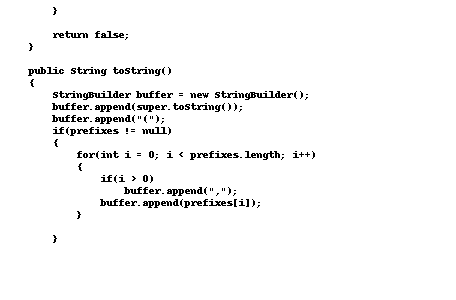 }
return false;
}
public String toString()
{
StringBuilder buffer = new StringBuilder();
buffer.append(super.toString());
buffer.append("(");
if(prefixes != null)
{
for(int i = 0; i < prefixes.length; i++)
{
if(i > 0)
buffer.append(",");
buffer.append(prefixes[i]);
}
}